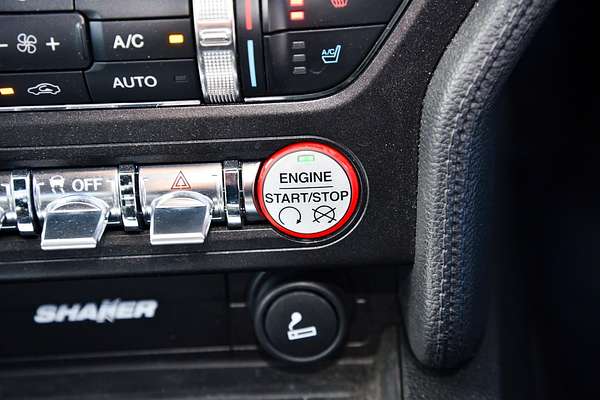 A/C
A/C
AUTO
OFF
ENGINE
START/STOP
SHAKER